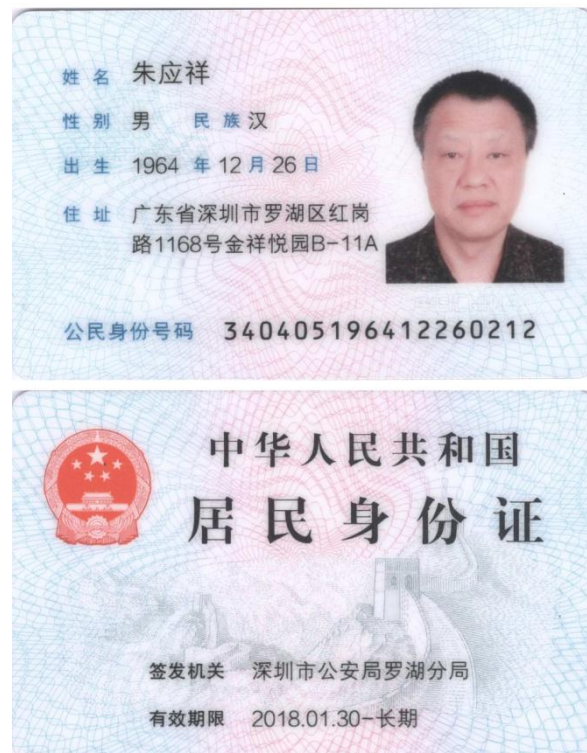 姓名 朱应祥
性别 男 民族 汉
出生 1964 年 12 月 26 日
住址 广东省深圳市罗湖区红岗
路1168号金祥悦园B-11A
公民身份号码 340405196412260212
中华人民共和国
居民身份证
签发机关 深圳市公安局罗湖分局
有效期限 2018.01.30-长期